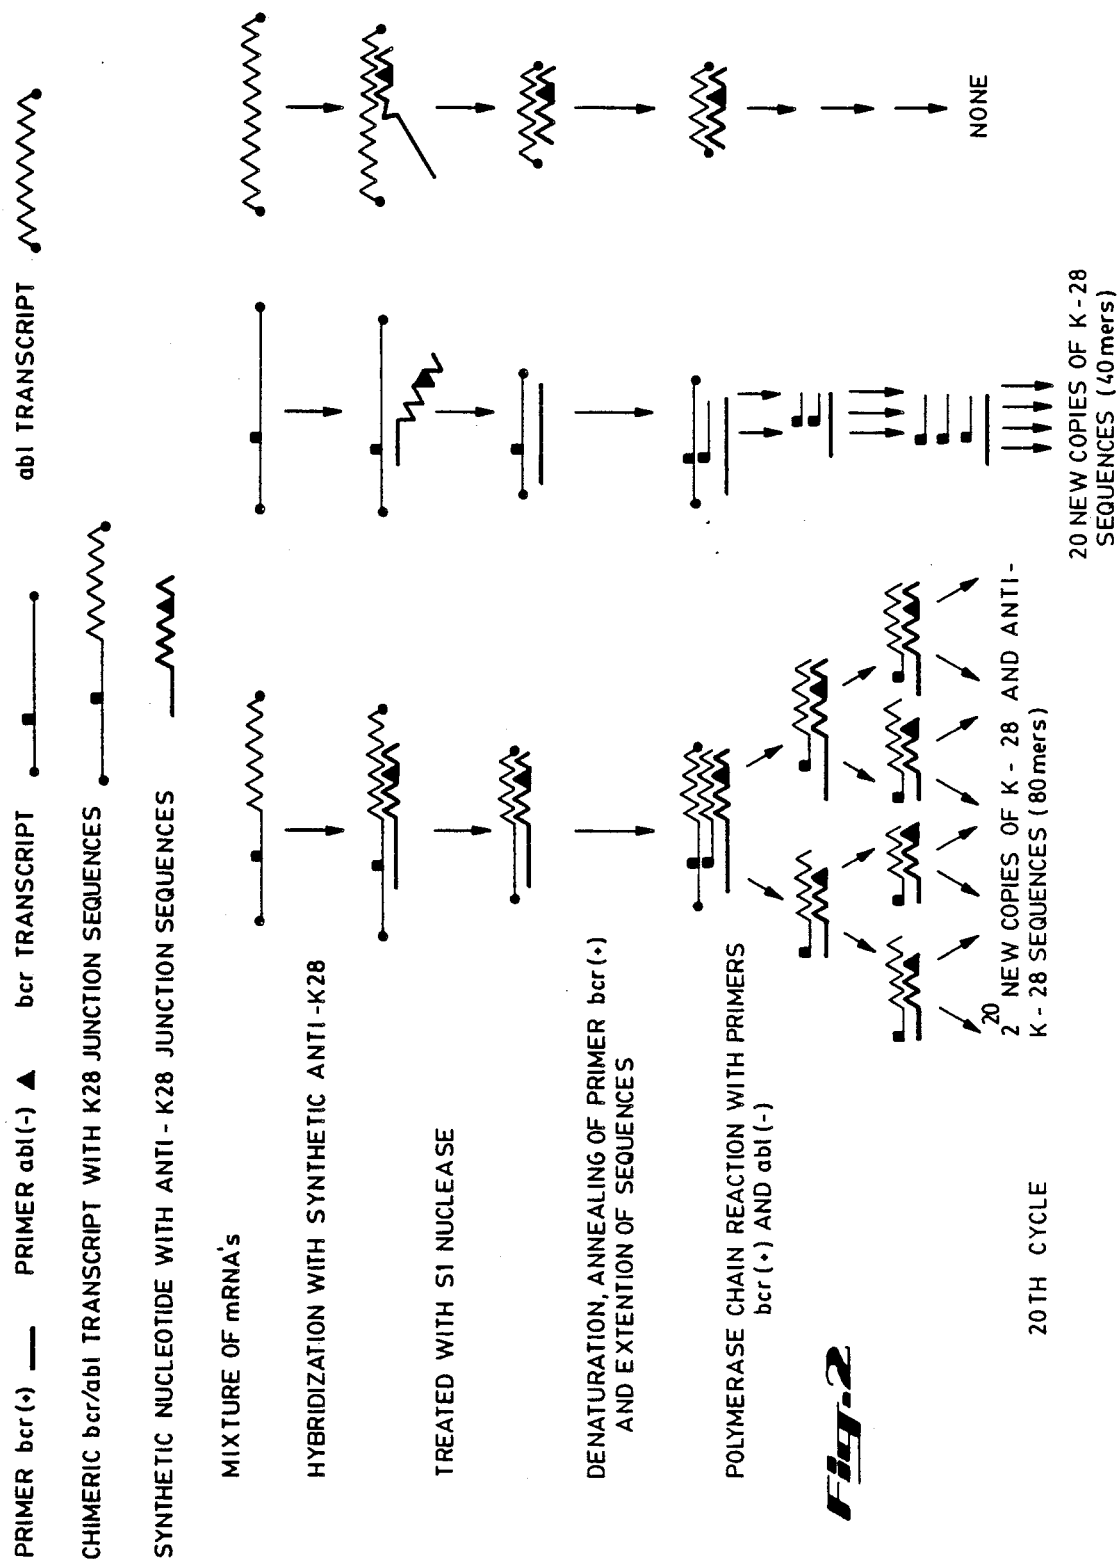 PRIMER bcr(+) PRIMER abl(-) bcr TRANSCRIPT abl TRANSCRIPT
CHIMERIC bcr/abl TRANSCRIPT WITH K28 JUNCTION SEQUENCES
SYNTHETIC NUCLEOTIDE WITH ANTI-K28 JUNCTION SEQUENCES
MIXTURE OF mRNA's
HYBRIDIZATION WITH SYNTHETIC ANTI-K28
TREATED WITH S1 NUCLEASE
DENATURATION, ANNEALING OF PRIMER bcr(+)
AND EXTENTION OF SEQUENCES
POLYMERASE CHAIN REACTION WITH PRIMERS
bcr(+) AND abl(-)
20TH CYCLE
2^20 NEW COPIES OF K-28 AND ANTI-
K-28 SEQUENCES (80mers)
20 NEW COPIES OF K-28
SEQUENCES (40mers)
NONE
Fig-2